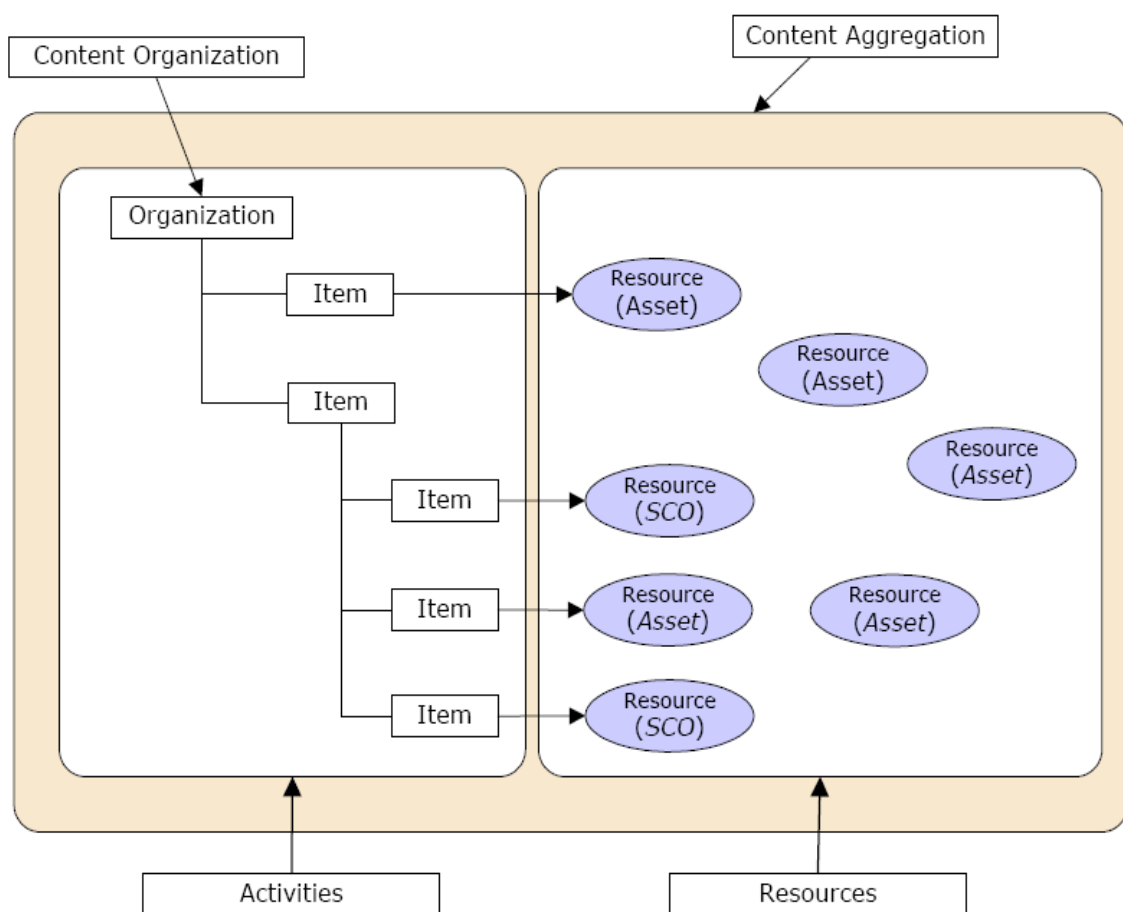 Content Organization
Content Aggregation
Organization
Item
Resource
(Asset)
Resource
(Asset)
Item
Resource
(Asset)
Item
Resource
(SCO)
Item
Resource
(Asset)
Resource
(Asset)
Item
Resource
(SCO)
Activities
Resources